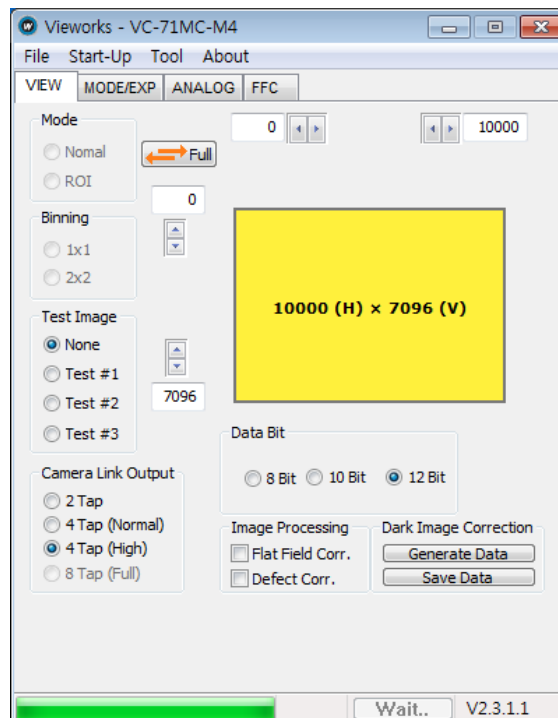 Vieworks - VC-71MC-M4
File Start-Up Tool About
VIEW MODE/EXP ANALOG FFC
Mode
Nomal
ROI
Full
0
10000
0
Binning
1x1
2x2
10000 (H) × 7096 (V)
Test Image
None
Test #1
Test #2
Test #3
7096
Data Bit
8 Bit 10 Bit 12 Bit
Camera Link Output
2 Tap
4 Tap (Normal)
4 Tap (High)
8 Tap (Full)
Image Processing
Flat Field Corr.
Defect Corr.
Dark Image Correction
Generate Data
Save Data
Wait.. V2.3.1.1